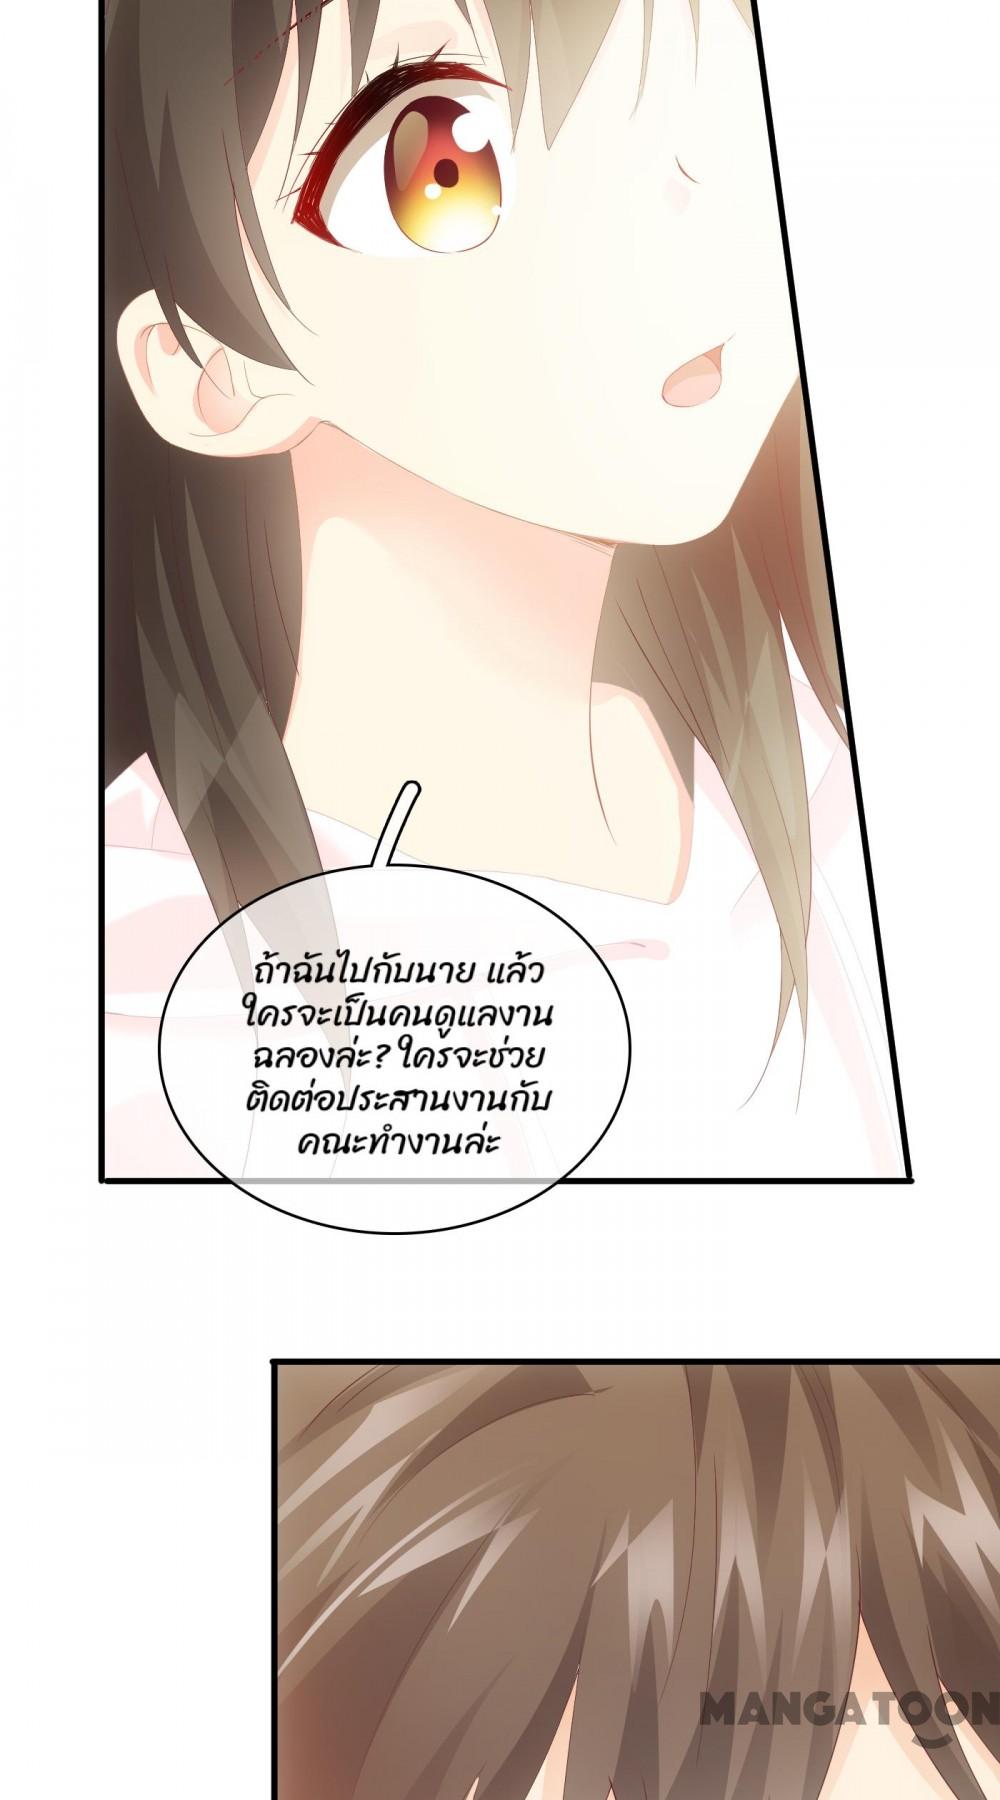 ถ้าฉันไปกับนาย แล้ว
ใครจะเป็นคนดูแลงาน
ฉลองล่ะ? ใครจะช่วย
ติดต่อประสานงานกับ
คณะทำงานล่ะ
MANGATOON